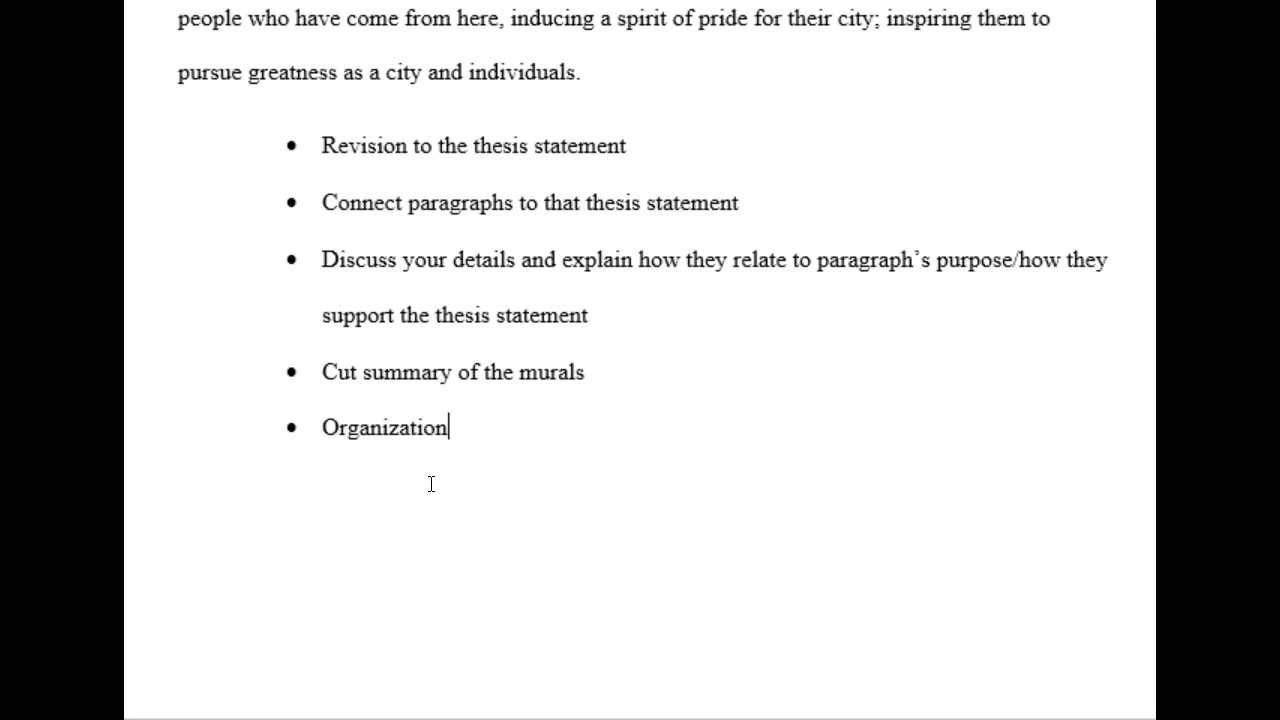 people who have come from here, inducing a spirit of pride for their city; inspiring them to
pursue greatness as a city and individuals.
• Revision to the thesis statement
• Connect paragraphs to that thesis statement
• Discuss your details and explain how they relate to paragraph’s purpose/how they
support the thesis statement
• Cut summary of the murals
• Organization